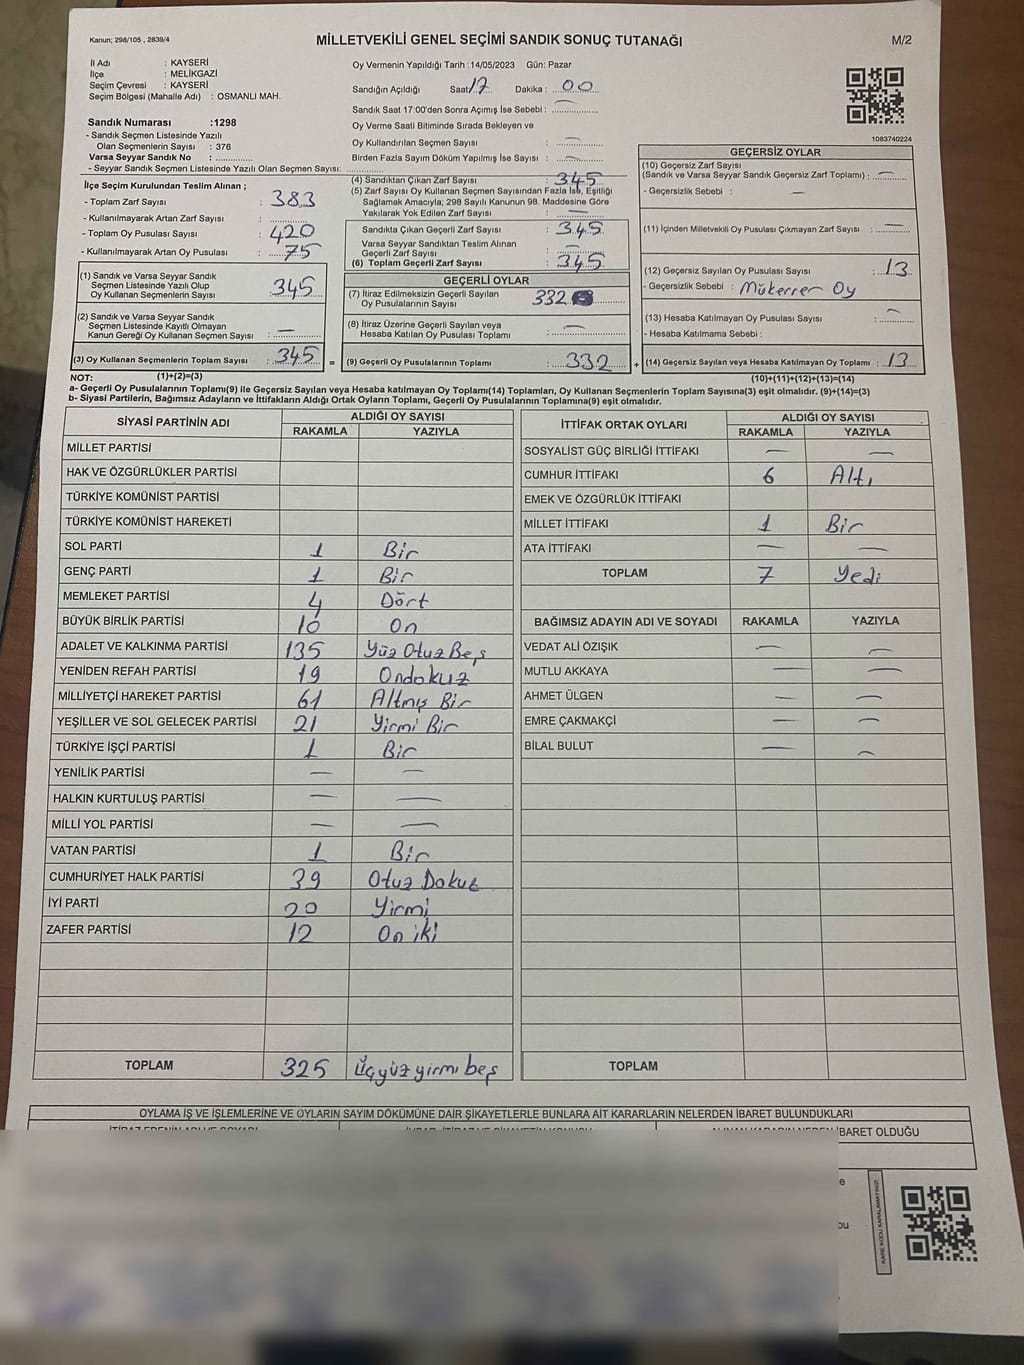 Kanun; 298/105 , 2839/4
MİLLETVEKİLİ GENEL SEÇİMİ SANDIK SONUÇ TUTANAĞI
M/2
İl Adı : KAYSERİ
İlçe : MELİKGAZİ
Seçim Çevresi : KAYSERİ
Seçim Bölgesi (Mahalle Adı) : OSMANLI MAH.
Sandık Numarası :1298
- Sandık Seçmen Listesinde Yazılı
Olan Seçmenlerin Sayısı : 376
Varsa Seyyar Sandık No :
- Seyyar Sandık Seçmen Listesinde Yazılı Olan Seçmen Sayısı:
İlçe Seçim Kurulundan Teslim Alınan ;
- Toplam Zarf Sayısı : 383
- Kullanılmayarak Artan Zarf Sayısı :
- Toplam Oy Pusulası Sayısı : 420
- Kullanılmayarak Artan Oy Pusulası : 75
(1) Sandık ve Varsa Seyyar Sandık
Seçmen Listesinde Yazılı Olup
Oy Kullanan Seçmenlerin Sayısı : 345
(2) Sandık ve Varsa Seyyar Sandık
Seçmen Listesinde Kayıtlı Olmayan
Kanun Gereği Oy Kullanan Seçmen Sayısı : —
(3) Oy Kullanan Seçmenlerin Toplam Sayısı : 345
(1)+(2)=(3)
Oy Vermenin Yapıldığı Tarih :14/05/2023 Gün: Pazar
Sandığın Açıldığı Saat 17 Dakika : 00
Sandık Saat 17:00'den Sonra Açımış İse Sebebi : —
Oy Verme Saati Bitiminde Sırada Bekleyen ve
Oy Kullandırılan Seçmen Sayısı : —
Birden Fazla Sayım Döküm Yapılmış İse Sayısı : —
(4) Sandıktan Çıkan Zarf Sayısı : 345
(5) Zarf Sayısı Oy Kullanan Seçmen Sayısından Fazla İse, Eşitliği
Sağlamak Amacıyla; 298 Sayılı Kanunun 98. Maddesine Göre
Yakılarak Yok Edilen Zarf Sayısı : —
Sandıkta Çıkan Geçerli Zarf Sayısı : 345
Varsa Seyyar Sandıktan Teslim Alınan
Geçerli Zarf Sayısı : —
(6) Toplam Geçerli Zarf Sayısı : 345
GEÇERLİ OYLAR
(7) İtiraz Edilmeksizin Geçerli Sayılan
Oy Pusulasının Sayısı : 332
(8) İtiraz Üzerine Geçerli Sayılan veya
Hesaba Katılan Oy Pusulası Toplamı : —
= (9) Geçerli Oy Pusulalarının Toplamı : 332
1083740224
GEÇERSİZ OYLAR
(10) Geçersiz Zarf Sayısı
(Sandık ve Varsa Seyyar Sandık Geçersiz Zarf Toplamı) : —
- Geçersizlik Sebebi : —
(11) İçinden Milletvekili Oy Pusulası Çıkmayan Zarf Sayısı : —
(12) Geçersiz Sayılan Oy Pusulası Sayısı : 13
- Geçersizlik Sebebi : Mükerrer Oy
(13) Hesaba Katılmayan Oy Pusulası Sayısı : —
- Hesaba Katılmama Sebebi :
+ (14) Geçersiz Sayılan veya Hesaba Katılmayan Oy Toplamı : 13
(10)+(11)+(12)+(13)=(14)
NOT:
a- Geçerli Oy Pusulalarının Toplamı(9) ile Geçersiz Sayılan veya Hesaba katılmayan Oy Toplamı(14) Toplamları, Oy Kullanan Seçmenlerin Toplam Sayısına(3) eşit olmalıdır. (9)+(14)=(3)
b- Siyasi Partilerin, Bağımsız Adayların ve İttifakların Aldığı Ortak Oyların Toplamı, Geçerli Oy Pusulalarının Toplamına(9) eşit olmalıdır.
SİYASİ PARTİNİN ADI ALDIĞI OY SAYISI
RAKAMLA YAZIYLA
MİLLET PARTİSİ
HAK VE ÖZGÜRLÜKLER PARTİSİ
TÜRKİYE KOMÜNİST PARTİSİ
TÜRKİYE KOMÜNİST HAREKETİ
SOL PARTİ 1 Bir
GENÇ PARTİ 1 Bir
MEMLEKET PARTİSİ 4 Dört
BÜYÜK BİRLİK PARTİSİ 10 On
ADALET VE KALKINMA PARTİSİ 135 Yüz Otuz Beş
YENİDEN REFAH PARTİSİ 19 Ondokuz
MİLLİYETÇİ HAREKET PARTİSİ 61 Altmış Bir
YEŞİLLER VE SOL GELECEK PARTİSİ 21 Yirmi Bir
TÜRKİYE İŞÇİ PARTİSİ 1 Bir
YENİLİK PARTİSİ — —
HALKIN KURTULUŞ PARTİSİ — —
MİLLİ YOL PARTİSİ — —
VATAN PARTİSİ 1 Bir
CUMHURİYET HALK PARTİSİ 39 Otuz Dokuz
İYİ PARTİ 20 Yirmi
ZAFER PARTİSİ 12 On iki
TOPLAM 325 Üçyüz yirmi beş
İTTİFAK ORTAK OYLARI ALDIĞI OY SAYISI
RAKAMLA YAZIYLA
SOSYALİST GÜÇ BİRLİĞİ İTTİFAKI — —
CUMHUR İTTİFAKI 6 Altı
EMEK VE ÖZGÜRLÜK İTTİFAKI
MİLLET İTTİFAKI 1 Bir
ATA İTTİFAKI — —
TOPLAM 7 Yedi
BAĞIMSIZ ADAYIN ADI VE SOYADI RAKAMLA YAZIYLA
VEDAT ALİ ÖZIŞIK — —
MUTLU AKKAYA — —
AHMET ÜLGEN — —
EMRE ÇAKMAKÇİ — —
BİLAL BULUT — —
TOPLAM
OYLAMA İŞ VE İŞLEMLERİNE VE OYLARIN SAYIM DÖKÜMÜNE DAİR ŞİKAYETLERLE BUNLARA AİT KARARLARIN NELERDEN İBARET BULUNDUKLARI
İBARET OLDUĞU
KARE KODU KARALAMAYINIZ!